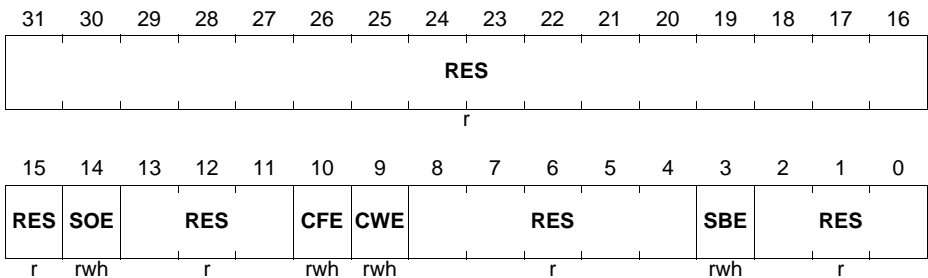 31 30 29 28 27 26 25 24 23 22 21 20 19 18 17 16
RES
r
15 14 13 12 11 10 9 8 7 6 5 4 3 2 1 0
RES SOE RES CFE CWE RES SBE RES
r rwh r rwh rwh r rwh r